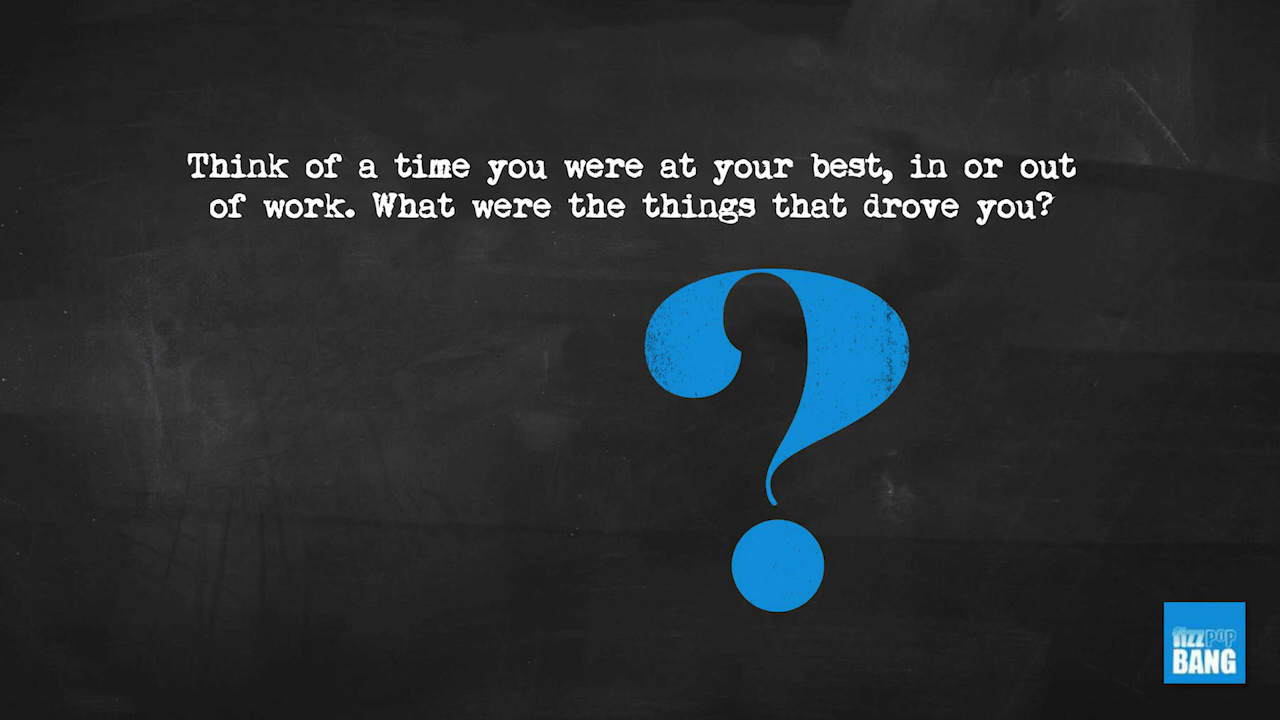 Think of a time you were at your best, in or out
of work. What were the things that drove you?
?
fizzpop
BANG